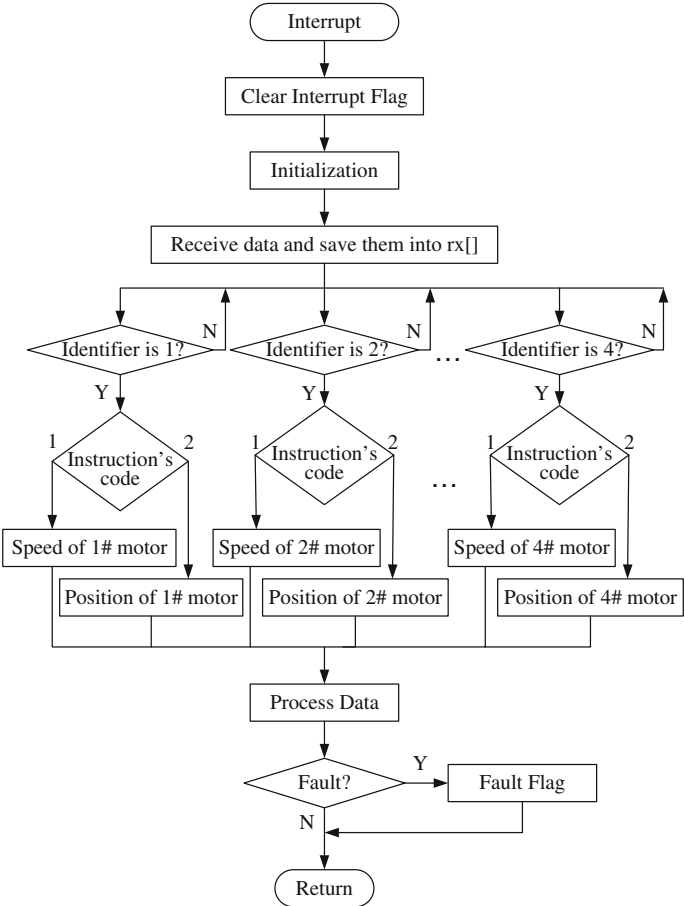 Interrupt
Clear Interrupt Flag
Initialization
Receive data and save them into rx[]
N
N
N
Identifier is 1?
Identifier is 2?
...
Identifier is 4?
Y
Y
Y
1
2
1
2
1
2
Instruction's
code
Instruction's
code
...
Instruction's
code
Speed of 1# motor
Speed of 2# motor
Speed of 4# motor
Position of 1# motor
Position of 2# motor
Position of 4# motor
Process Data
Fault?
Y
Fault Flag
N
Return